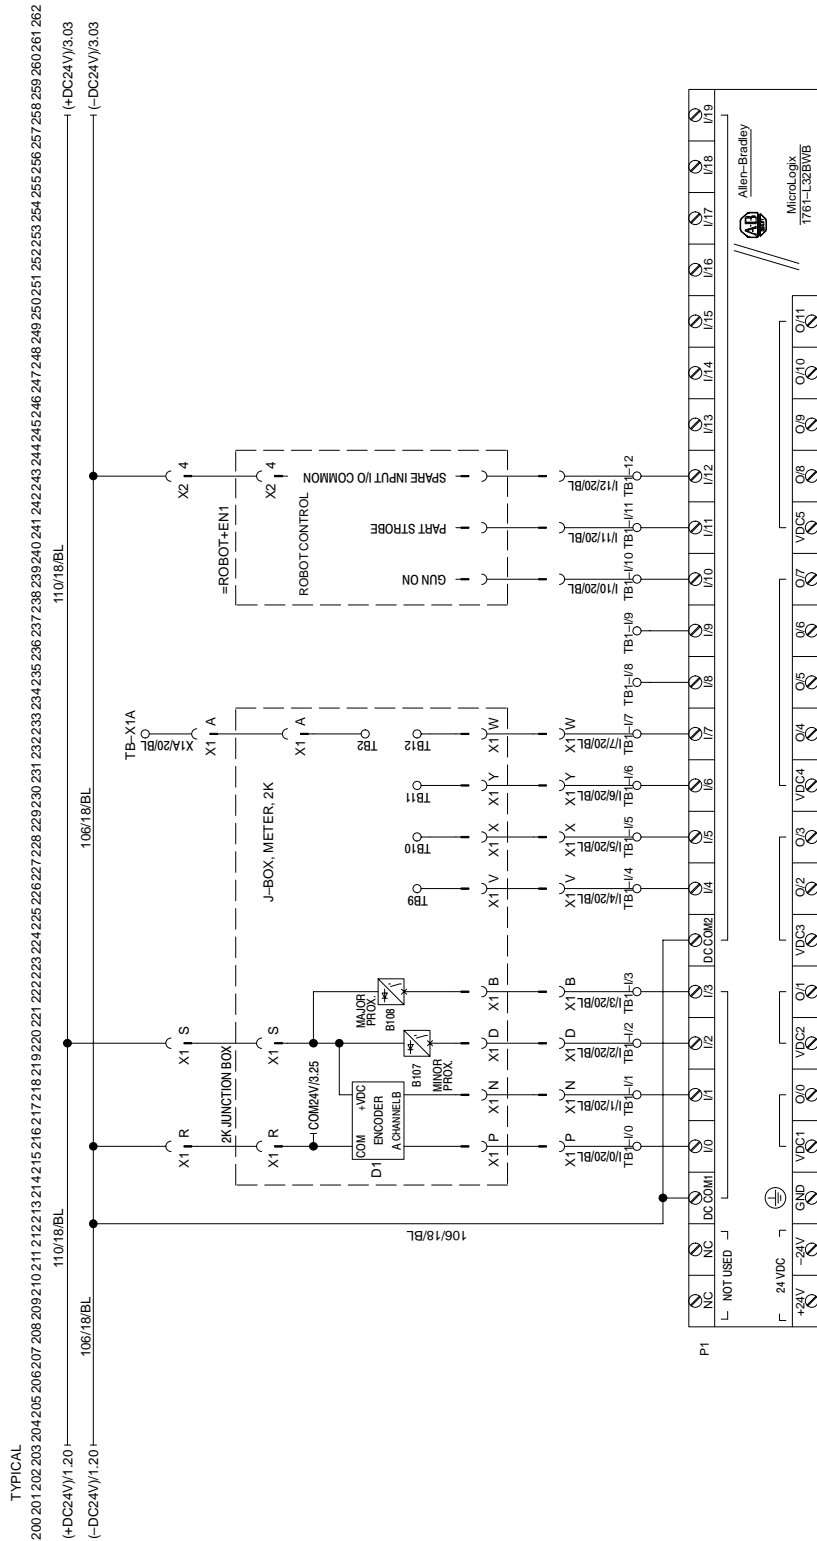 TYPICAL
200 201 202 203 204 205 206 207 208 209 210 211 212 213 214 215 216 217 218 219 220 221 222 223 224 225 226 227 228 229 230 231 232 233 234 235 236 237 238 239 240 241 242 243 244 245 246 247 248 249 250 251 252 253 254 255 256 257 258 259 260 261 262
(+DC24V)/1.20
110/18/BL
110/18/BL
(+DC24V)/3.03
(−DC24V)/1.20
106/18/BL
106/18/BL
(−DC24V)/3.03
TB−X1A
X1A/20/BL
X1 R
X1 S
X1 A
X2 4
2K JUNCTION BOX
=ROBOT+EN1
X1 R
X1 S
X1 A
X2 4
J−BOX, METER, 2K
ROBOT CONTROL
COM24V/3.25
D1
COM +VDC
ENCODER
A CHANNEL B
MAJOR
PROX.
B108
B107
MINOR
PROX.
TB2
TB9
TB10
TB11
TB12
GUN ON
PART STROBE
SPARE INPUT I/O COMMON
106/18/BL
X1 P
X1 N
X1 D
X1 B
X1 V
X1 X
X1 Y
X1 W
X1 P
X1 N
X1 D
X1 B
X1 V
X1 X
X1 Y
X1 W
I/0/20/BL
I/1/20/BL
I/2/20/BL
I/3/20/BL
I/4/20/BL
I/5/20/BL
I/6/20/BL
I/7/20/BL
I/10/20/BL
I/11/20/BL
I/12/20/BL
TB1−I/0
TB1−I/1
TB1−I/2
TB1−I/3
TB1−I/4
TB1−I/5
TB1−I/6
TB1−I/7
TB1−I/8
TB1−I/9
TB1−I/10
TB1−I/11
TB1−12
P1
NC
NC
DC COM1
I/0
I/1
I/2
I/3
DC COM2
I/4
I/5
I/6
I/7
I/8
I/9
I/10
I/11
I/12
I/13
I/14
I/15
I/16
I/17
I/18
I/19
NOT USED
AB
Allen−Bradley
MicroLogix
1761−L32BWB
24 VDC
+24V
−24V
GND
VDC1
O/0
VDC2
O/1
VDC3
O/2
O/3
VDC4
O/4
O/5
0/6
O/7
VDC5
O/8
O/9
O/10
O/11